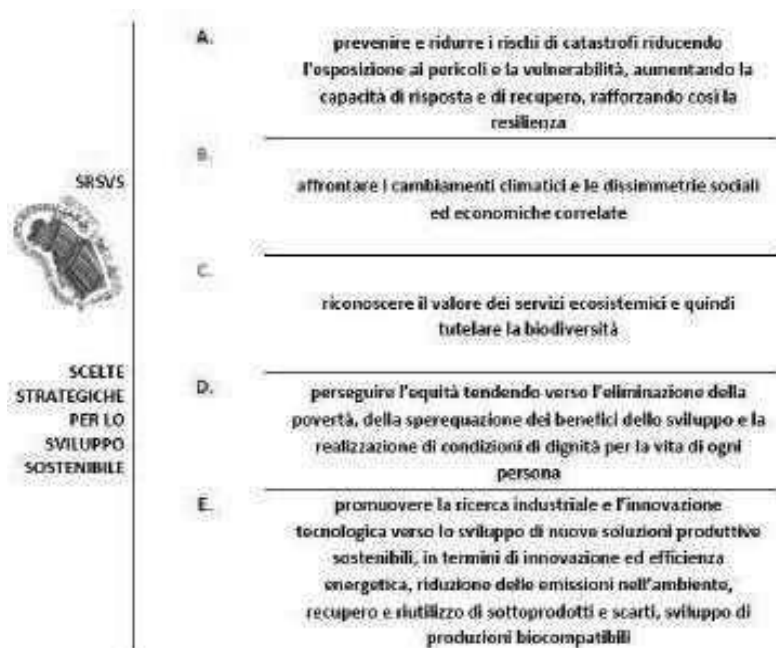 A.
prevenire e ridurre i rischi di catastrofi riducendo
l'esposizione ai pericoli e la vulnerabilità, aumentando la
capacità di risposta e di recupero, rafforzando così la
resilienza
B.
affrontare i cambiamenti climatici e le dissimmetrie sociali
ed economiche correlate
SRSVS
C.
riconoscere il valore dei servizi ecosistemici e quindi
tutelare la biodiversità
SCELTE
STRATEGICHE
PER LO
SVILUPPO
SOSTENIBILE
D.
perseguire l'equità tendendo verso l'eliminazione della
povertà, della sperequazione dei benefici dello sviluppo e la
realizzazione di condizioni di dignità per la vita di ogni
persona
E.
promuovere la ricerca industriale e l'innovazione
tecnologica verso lo sviluppo di nuove soluzioni produttive
sostenibili, in termini di innovazione ed efficienza
energetica, riduzione delle emissioni nell'ambiente,
recupero e riutilizzo di sottoprodotti e scarti, sviluppo di
produzioni biocompatibili